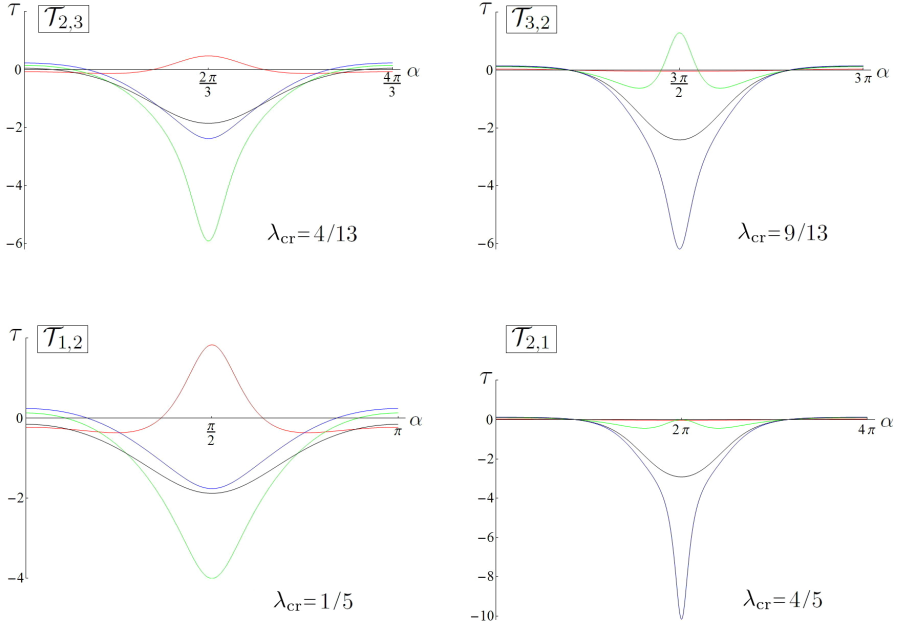 τ 𝒯₂,₃
0 2π/3 4π/3 α
−2
−4
−6
λcr=4/13
τ 𝒯₃,₂
0 3π/2 3π α
−2
−4
−6
λcr=9/13
τ 𝒯₁,₂
0 π/2 π α
−2
−4
λcr=1/5
τ 𝒯₂,₁
0 2π 4π α
−2
−4
−6
−8
−10
λcr=4/5